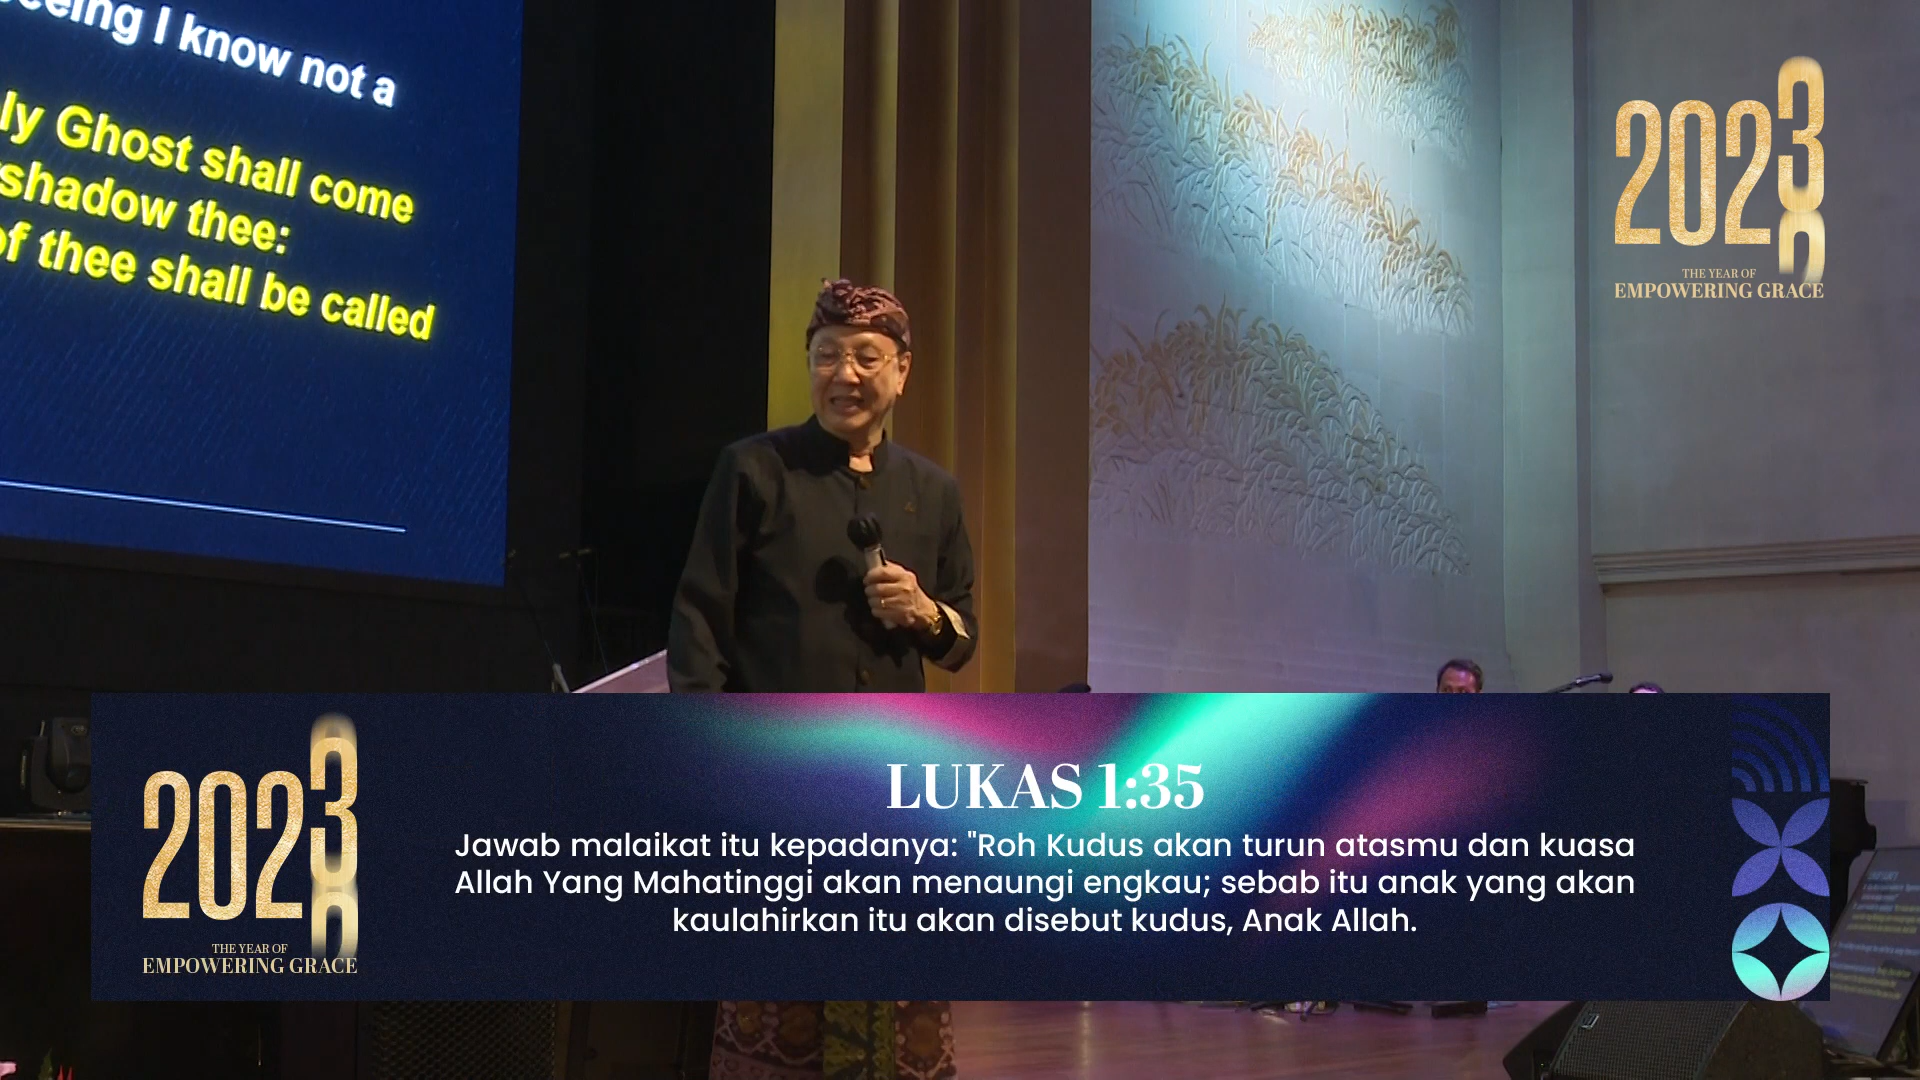 eeing I know not a
ly Ghost shall come
shadow thee:
of thee shall be called
2023
THE YEAR OF
EMPOWERING GRACE
2023
THE YEAR OF
EMPOWERING GRACE
LUKAS 1:35
Jawab malaikat itu kepadanya: "Roh Kudus akan turun atasmu dan kuasa
Allah Yang Mahatinggi akan menaungi engkau; sebab itu anak yang akan
kaulahirkan itu akan disebut kudus, Anak Allah.